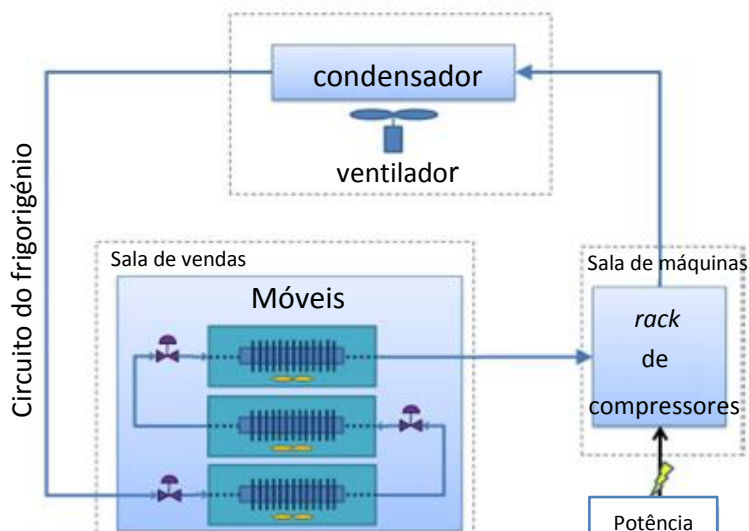 condensador
ventilador
Circuito do frigorigénio
Sala de vendas
Móveis
Sala de máquinas
rack
de
compressores
Potência